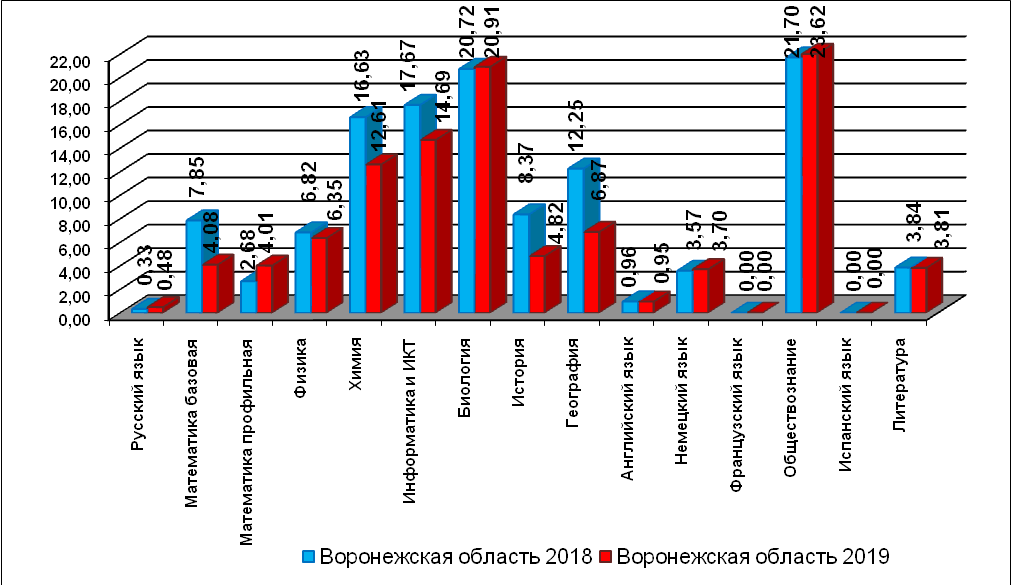 22,00
20,00
18,00
16,00
14,00
12,00
10,00
8,00
6,00
4,00
2,00
0,00
0,33
0,48
7,85
4,08
2,68
4,01
6,82
6,35
16,63
12,61
17,67
14,69
20,72
20,91
8,37
4,82
12,25
6,87
0,96
0,95
3,57
3,70
0,00
0,00
21,70
23,62
0,00
0,00
3,84
3,81
Русский язык
Математика базовая
Математика профильная
Физика
Химия
Информатика и ИКТ
Биология
История
География
Английский язык
Немецкий язык
Французский язык
Обществознание
Испанский язык
Литература
Воронежская область 2018
Воронежская область 2019